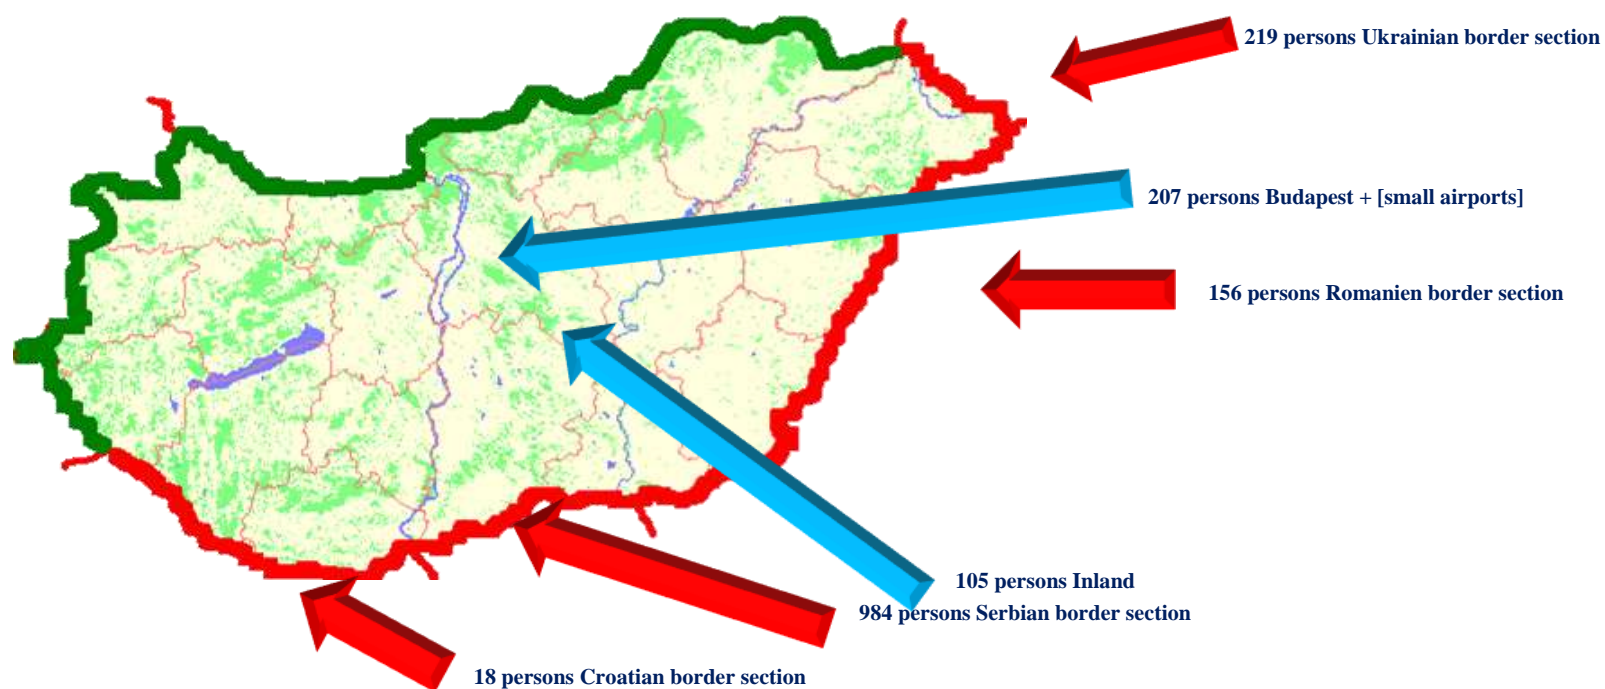 219 persons Ukrainian border section
207 persons Budapest + [small airports]
156 persons Romanien border section
105 persons Inland
984 persons Serbian border section
18 persons Croatian border section